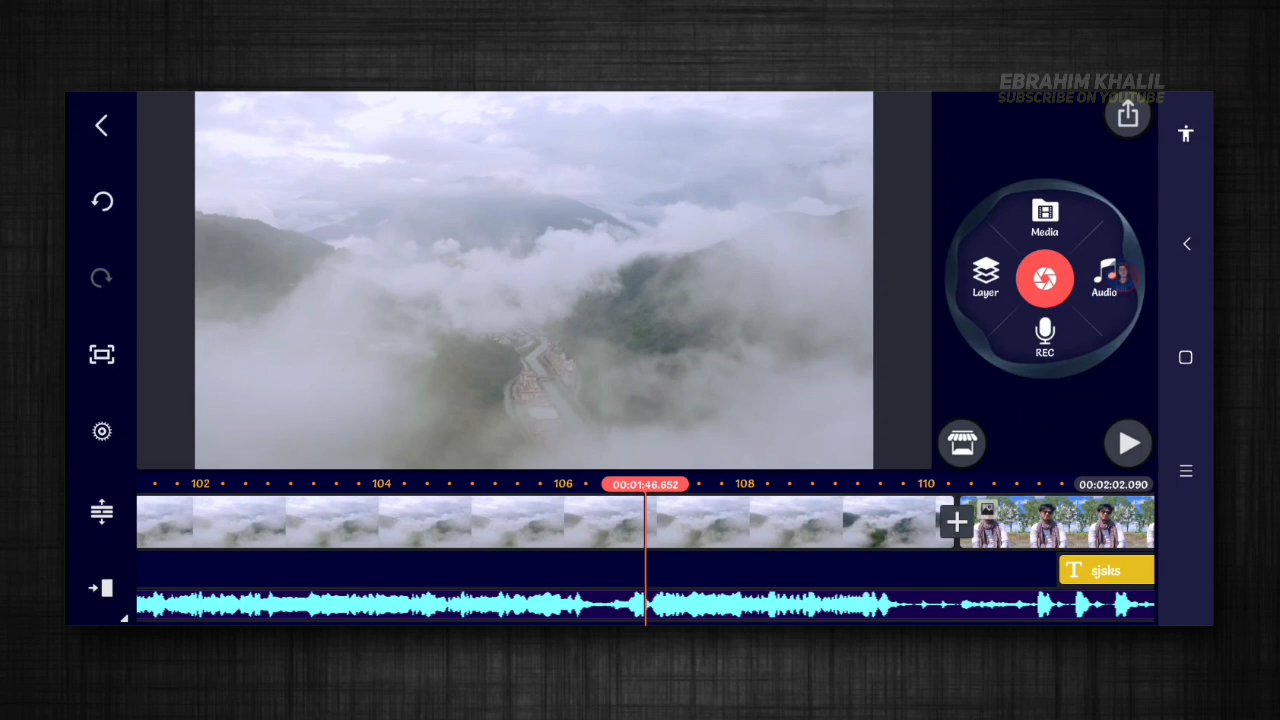 EBRAHIM KHALIL
SUBSCRIBE ON YOUTUBE
Media
Layer
Audio
REC
102
104
106
00:01:46.652
108
110
00:02:02.090
T sjsks